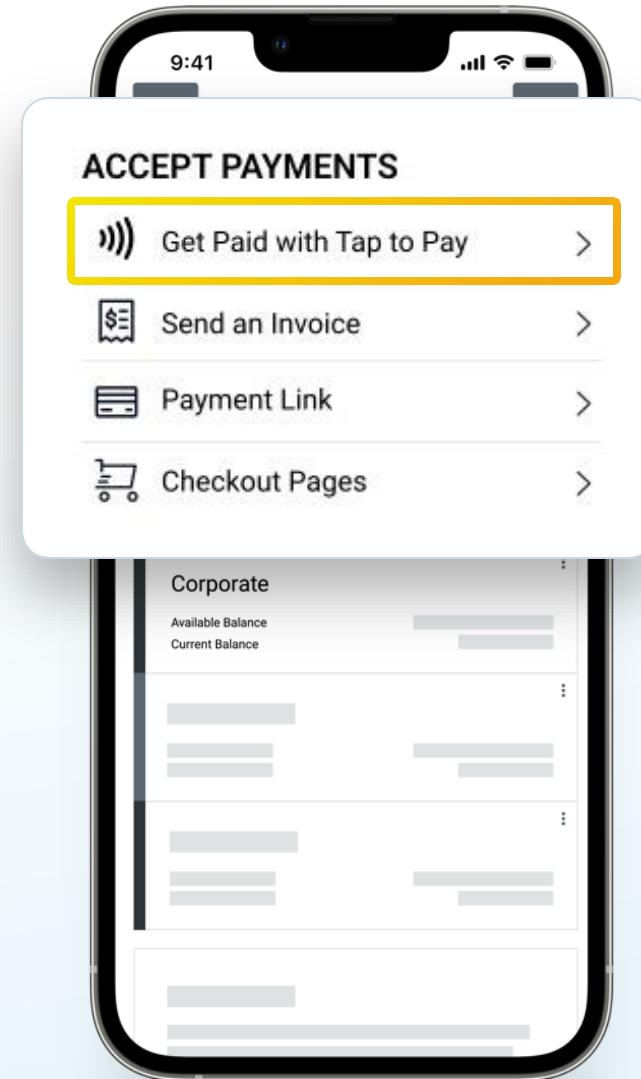 9:41
ACCEPT PAYMENTS
Get Paid with Tap to Pay
Send an Invoice
Payment Link
Checkout Pages
Corporate
Available Balance
Current Balance